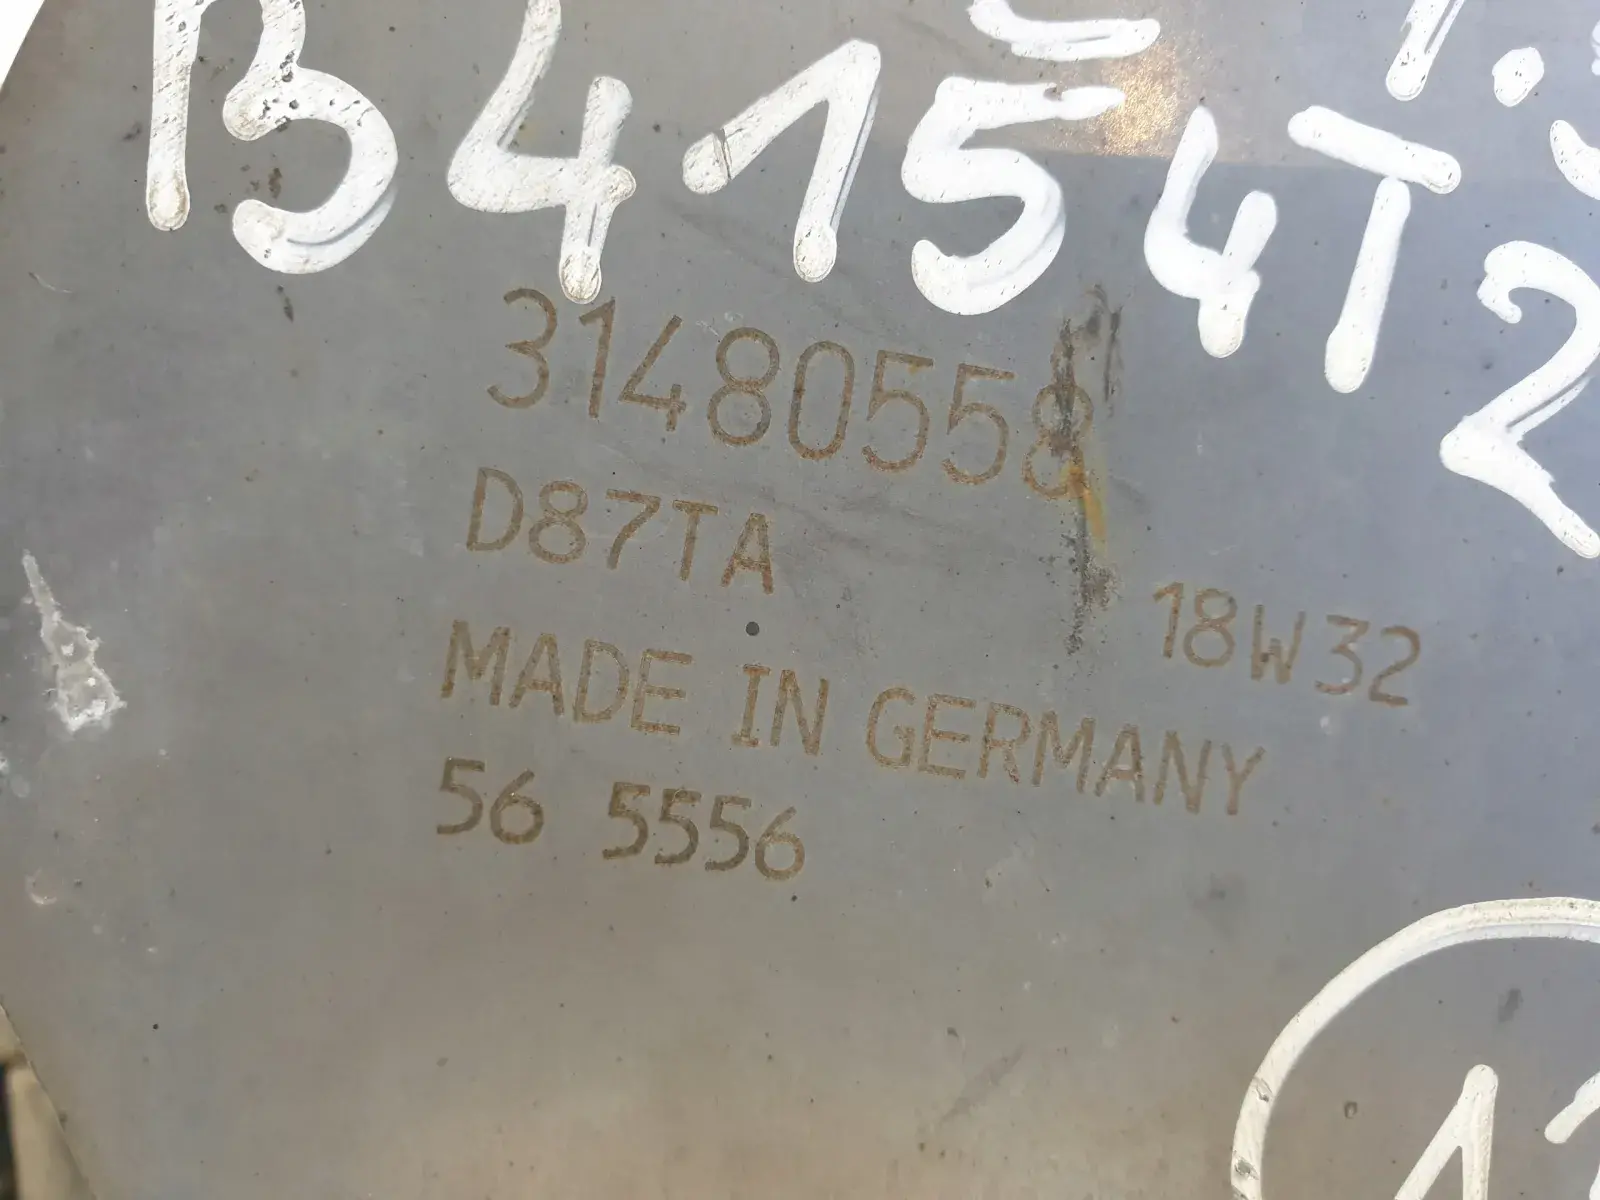 B4154T2
31480558
D87TA
18W32
MADE IN GERMANY
56 5556